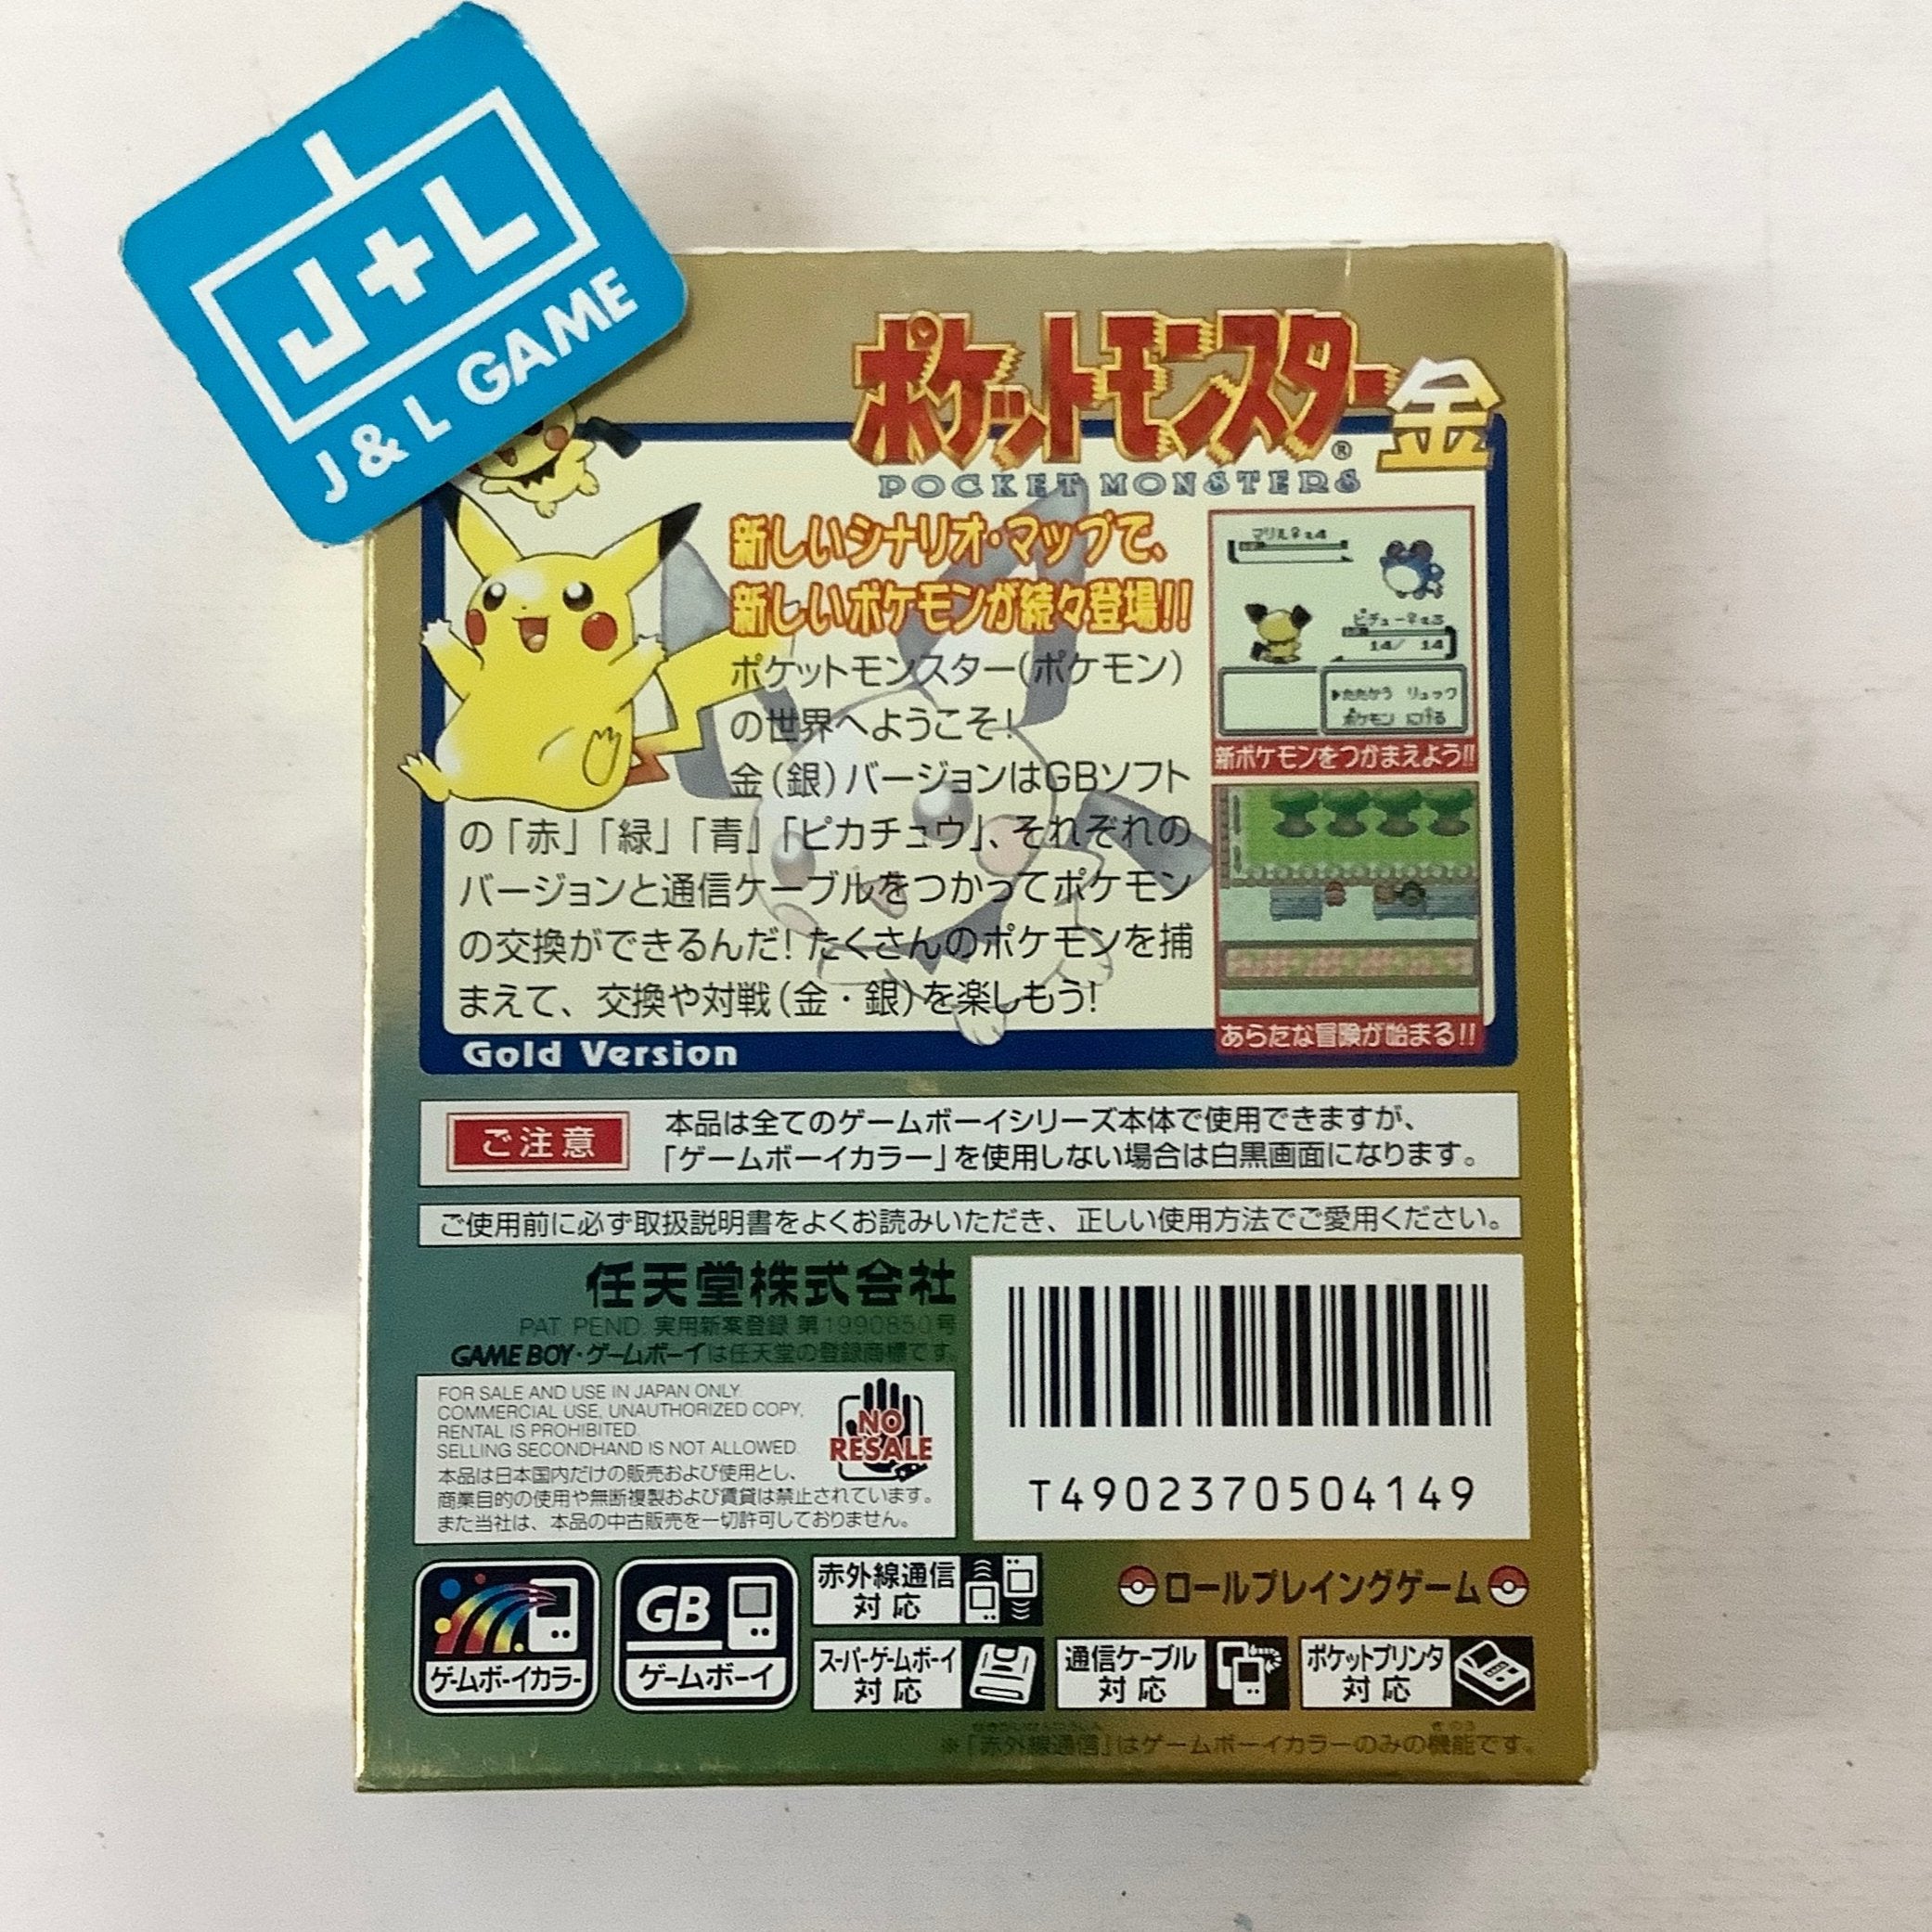 J+L
J & L GAME
ポケットモンスター金
POCKET MONSTERS
新しいシナリオ・マップで、
新しいポケモンが続々登場!!
ポケットモンスター(ポケモン)
の世界へようこそ!
金(銀)バージョンはGBソフト
の「赤」「緑」「青」「ピカチュウ」、それぞれの
バージョンと通信ケーブルをつかってポケモン
の交換ができるんだ! たくさんのポケモンを捕
まえて、交換や対戦(金・銀)を楽しもう!
マリル♀
ピチュー♀
14/ 14
▶たたかう リュック
ポケモン にげる
新ポケモンをつかまえよう!!
あらたな冒険が始まる!!
Gold Version
ご注意
本品は全てのゲームボーイシリーズ本体で使用できますが、
「ゲームボーイカラー」を使用しない場合は白黒画面になります。
ご使用前に必ず取扱説明書をよくお読みいただき、正しい使用方法でご愛用ください。
任天堂株式会社
PAT. PEND. 実用新案登録 第1990850号
GAME BOY・ゲームボーイは任天堂の登録商標です。
FOR SALE AND USE IN JAPAN ONLY.
COMMERCIAL USE, UNAUTHORIZED COPY,
RENTAL IS PROHIBITED.
SELLING SECONDHAND IS NOT ALLOWED.
本品は日本国内だけの販売および使用とし、
商業目的の使用や無断複製および賃貸は禁止されています。
また当社は、本品の中古販売を一切許可しておりません。
NO
RESALE
T4902370504149
ゲームボーイカラー
GB
ゲームボーイ
赤外線通信
対応
ロールプレイングゲーム
スーパーゲームボーイ
対応
通信ケーブル
対応
ポケットプリンタ
対応
※「赤外線通信」はゲームボーイカラーのみの機能です。